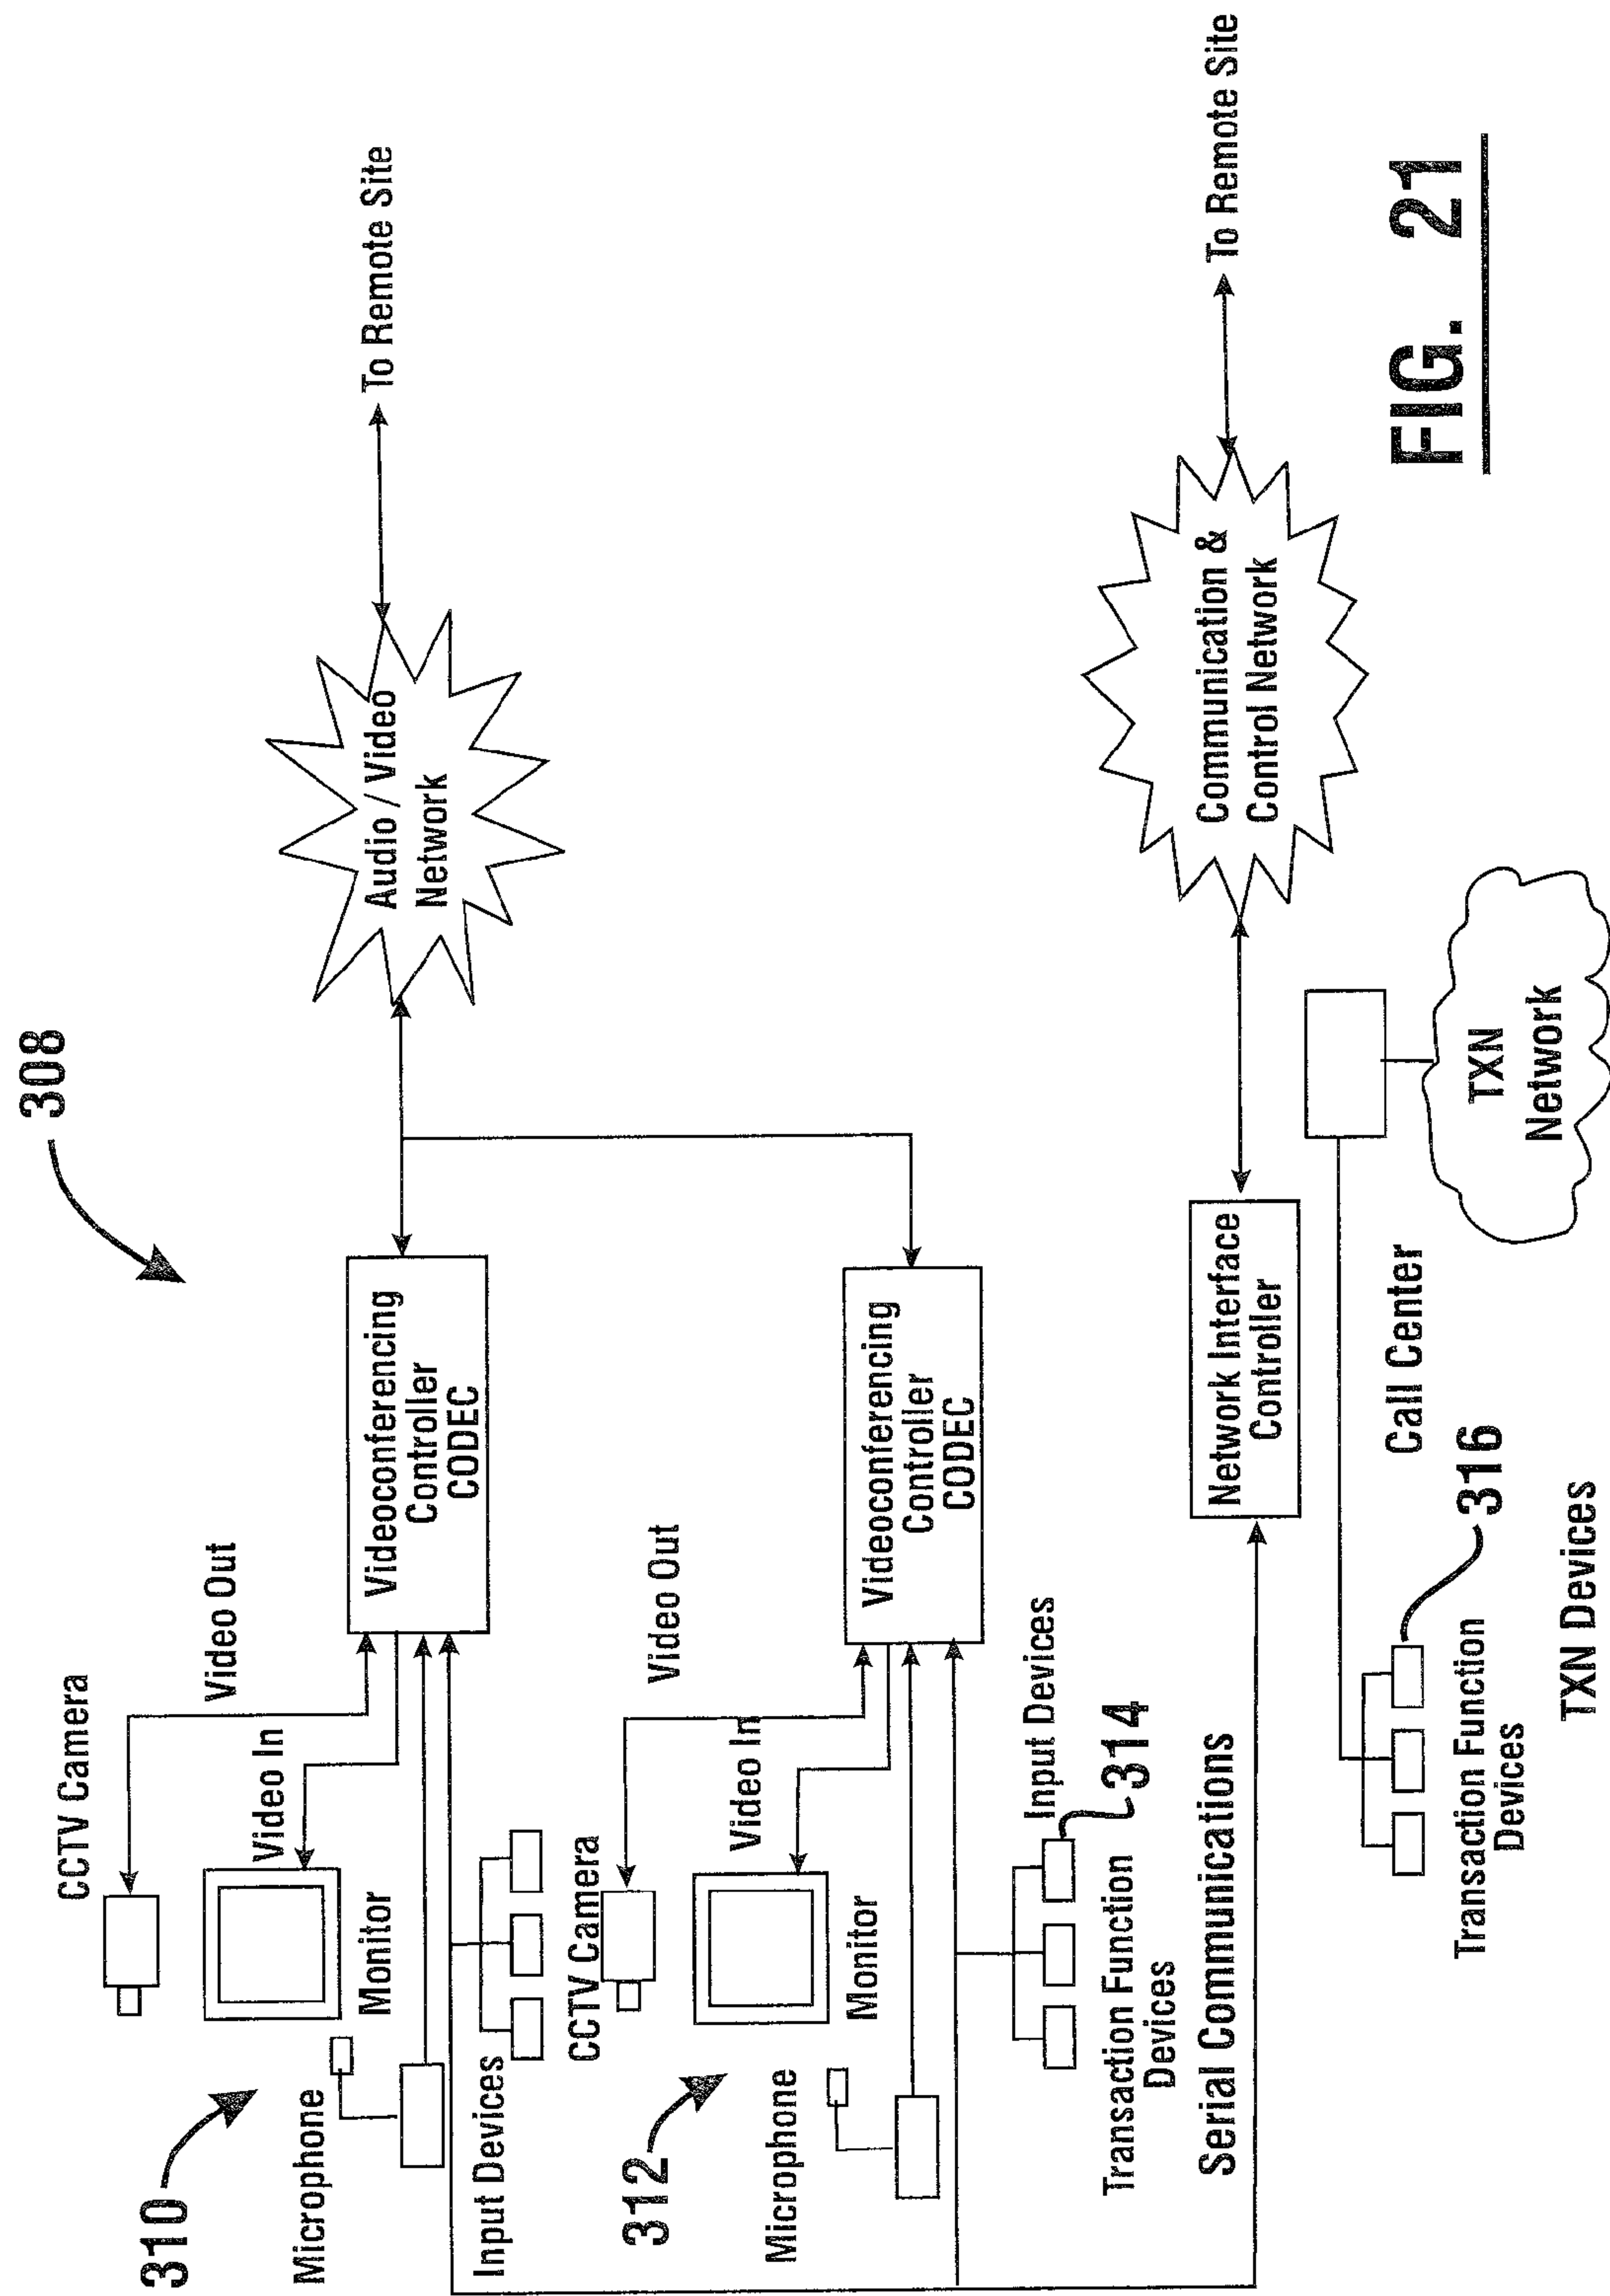 308
310
CCTV Camera
Video Out
Video In
Monitor
Microphone
Input Devices
Videoconferencing
Controller
CODEC
Audio / Video
Network
To Remote Site
312
CCTV Camera
Video Out
Video In
Monitor
Microphone
Input Devices
314
Transaction Function
Devices
Videoconferencing
Controller
CODEC
Serial Communications
Network Interface
Controller
Communication &
Control Network
To Remote Site
Call Center
316
Transaction Function
Devices
TXN Devices
TXN
Network
FIG. 21